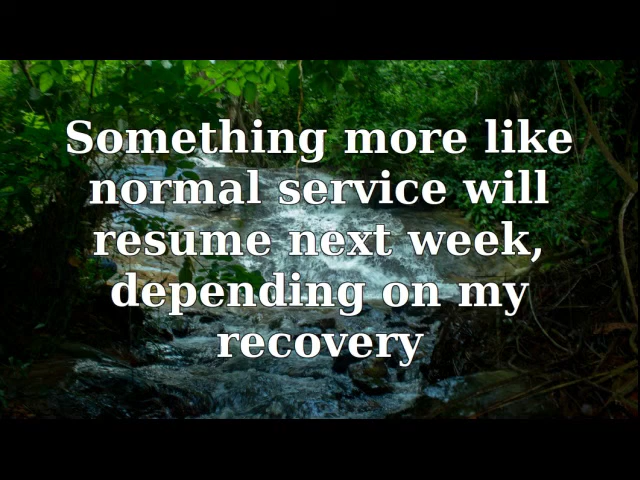 Something more like
normal service will
resume next week,
depending on my
recovery